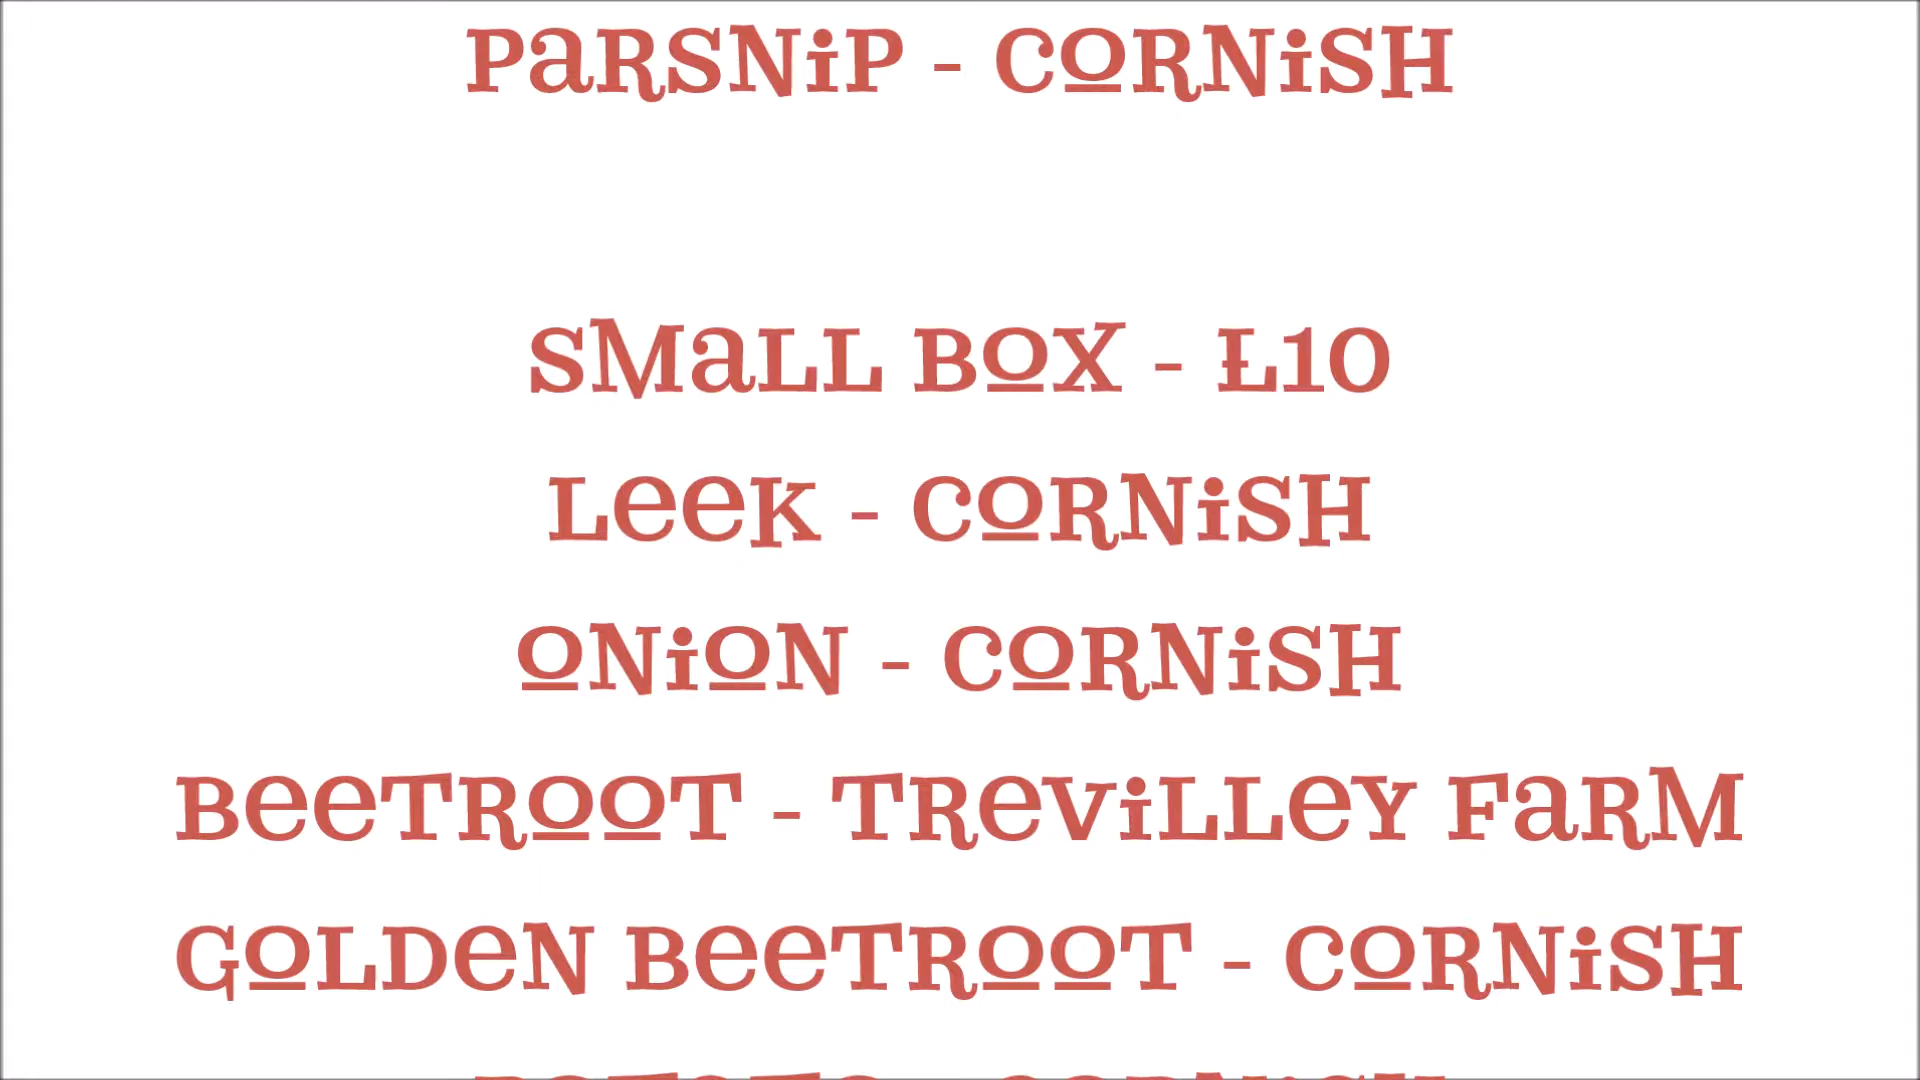 PaRSNiP - CORNiSH
SMaLL BOX - £10
LeeK - CORNiSH
ONiON - CORNiSH
BeeTROOT - TReViLLeY FaRM
GOLDeN BeeTROOT - CORNiSH